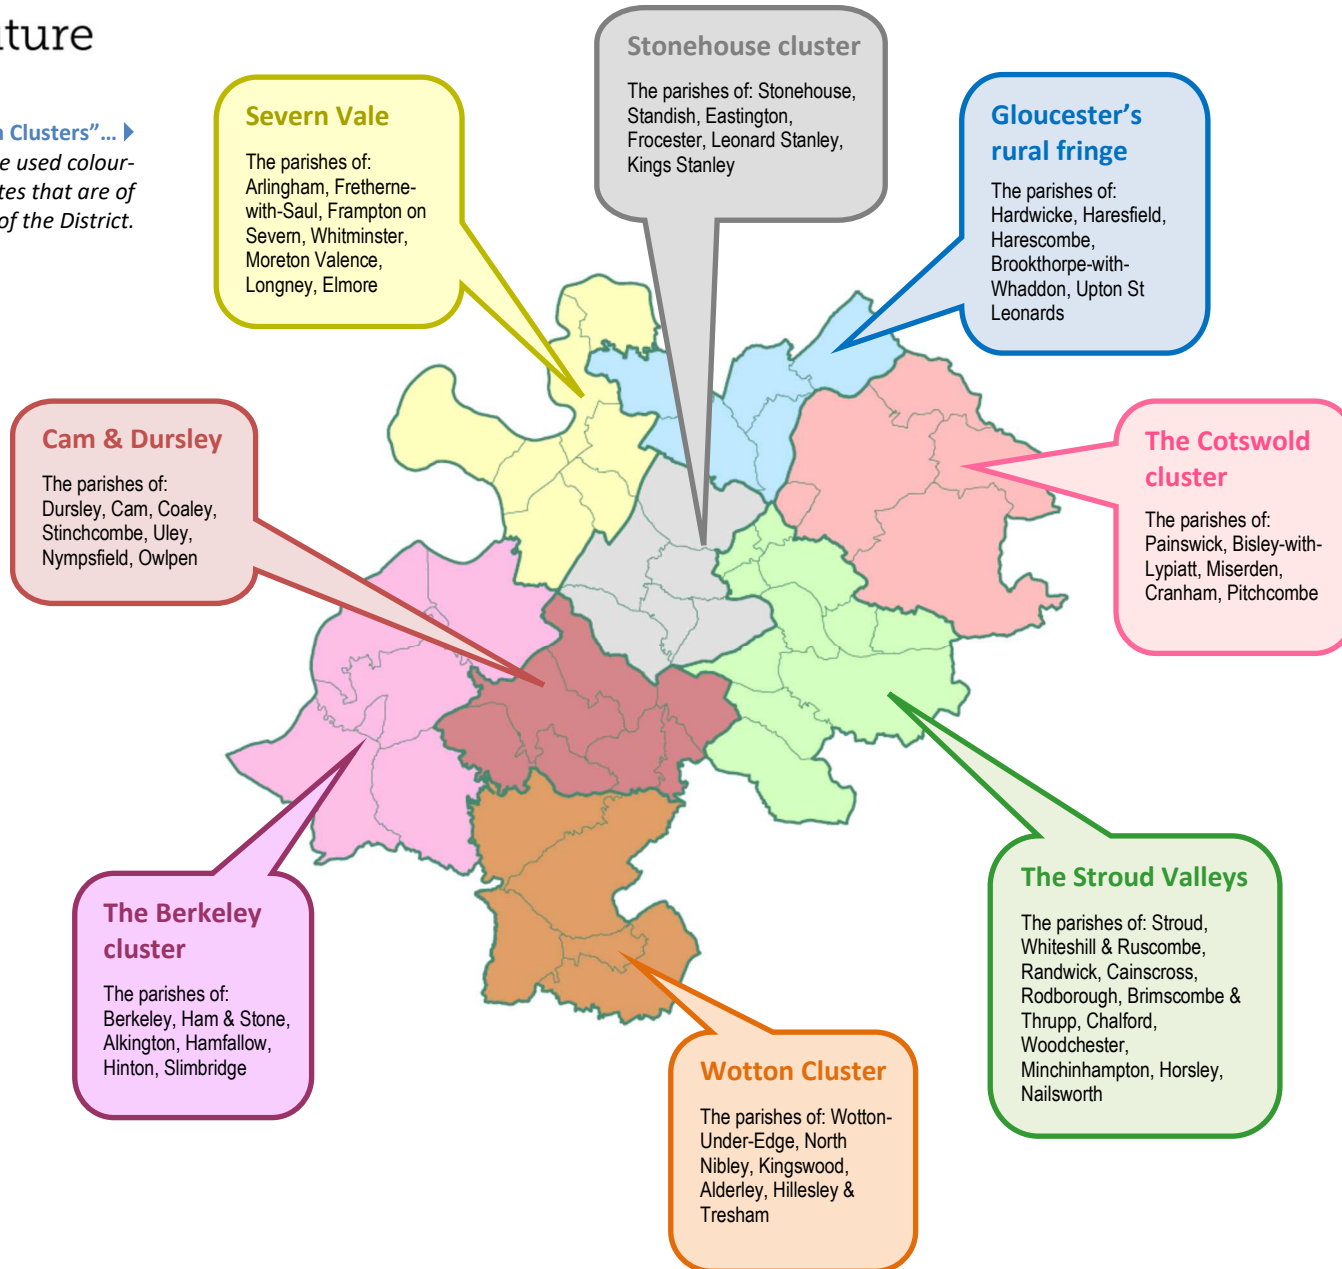 uture
Clusters”...
e used colour-
tes that are of
of the District.
Stonehouse cluster
The parishes of: Stonehouse,
Standish, Eastington,
Frocester, Leonard Stanley,
Kings Stanley
Severn Vale
The parishes of:
Arlingham, Fretherne-
with-Saul, Frampton on
Severn, Whitminster,
Moreton Valence,
Longney, Elmore
Gloucester’s
rural fringe
The parishes of:
Hardwicke, Haresfield,
Harescombe,
Brookthorpe-with-
Whaddon, Upton St
Leonards
Cam & Dursley
The parishes of:
Dursley, Cam, Coaley,
Stinchcombe, Uley,
Nympsfield, Owlpen
The Cotswold
cluster
The parishes of:
Painswick, Bisley-with-
Lypiatt, Miserden,
Cranham, Pitchcombe
The Berkeley
cluster
The parishes of:
Berkeley, Ham & Stone,
Alkington, Hamfallow,
Hinton, Slimbridge
The Stroud Valleys
The parishes of: Stroud,
Whiteshill & Ruscombe,
Randwick, Cainscross,
Rodborough, Brimscombe &
Thrupp, Chalford,
Woodchester,
Minchinhampton, Horsley,
Nailsworth
Wotton Cluster
The parishes of: Wotton-
Under-Edge, North
Nibley, Kingswood,
Alderley, Hillesley &
Tresham